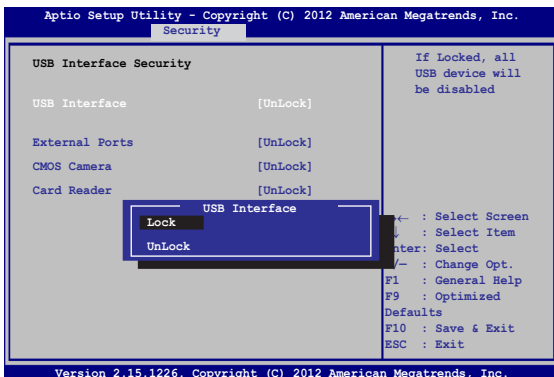 Aptio Setup Utility - Copyright (C) 2012 American Megatrends, Inc.
Security
USB Interface Security
USB Interface [UnLock]
External Ports [UnLock]
CMOS Camera [UnLock]
Card Reader [UnLock]
USB Interface
Lock
UnLock
If Locked, all
USB device will
be disabled
→← : Select Screen
↓ : Select Item
nter: Select
/— : Change Opt.
F1 : General Help
F9 : Optimized
Defaults
F10 : Save & Exit
ESC : Exit
Version 2.15.1226. Copyright (C) 2012 American Megatrends, Inc.